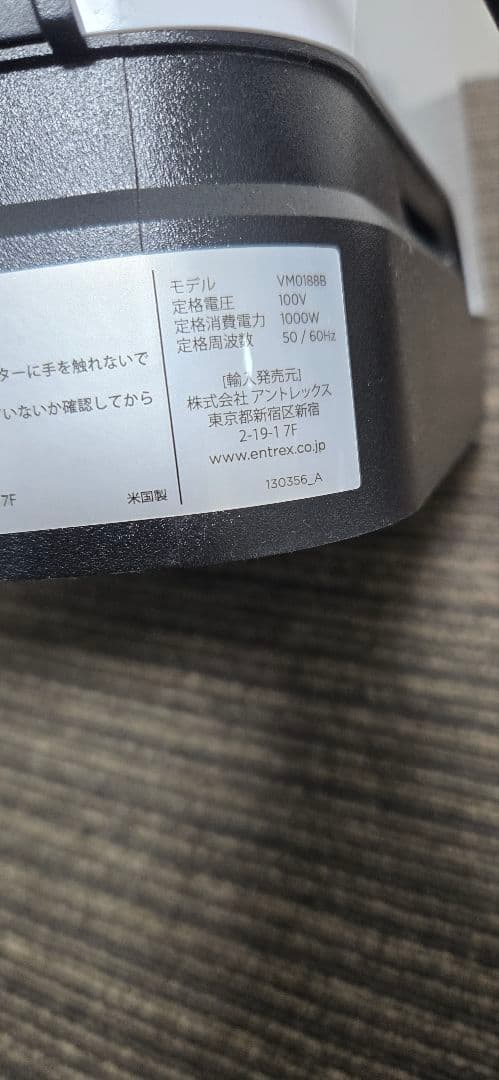 ターに手を触れないで
いないか確認してから
7F
米国製
モデル VM0188B
定格電圧 100V
定格消費電力 1000W
定格周波数 50 / 60Hz
[輸入発売元]
株式会社 アントレックス
東京都新宿区新宿
2-19-1 7F
www.entrex.co.jp
130356_A